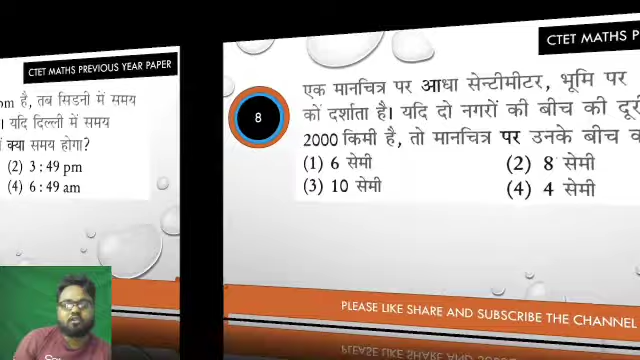 CTET MATHS PREVIOUS YEAR PAPER
है, तब सिडनी में समय
। यदि दिल्ली में समय
क्या समय होगा?
(2) 3 : 49 pm
(4) 6 : 49 am
CTET MATHS
8
एक मानचित्र पर आधा सेन्टीमीटर, भूमि पर
कों दर्शाता है। यदि दो नगरों की बीच की दूरी
2000 किमी है, तो मानचित्र पर उनके बीच
(1) 6 सेमी
(2) 8 सेमी
(3) 10 सेमी
(4) 4 सेमी
PLEASE LIKE SHARE AND SUBSCRIBE THE CHANNEL